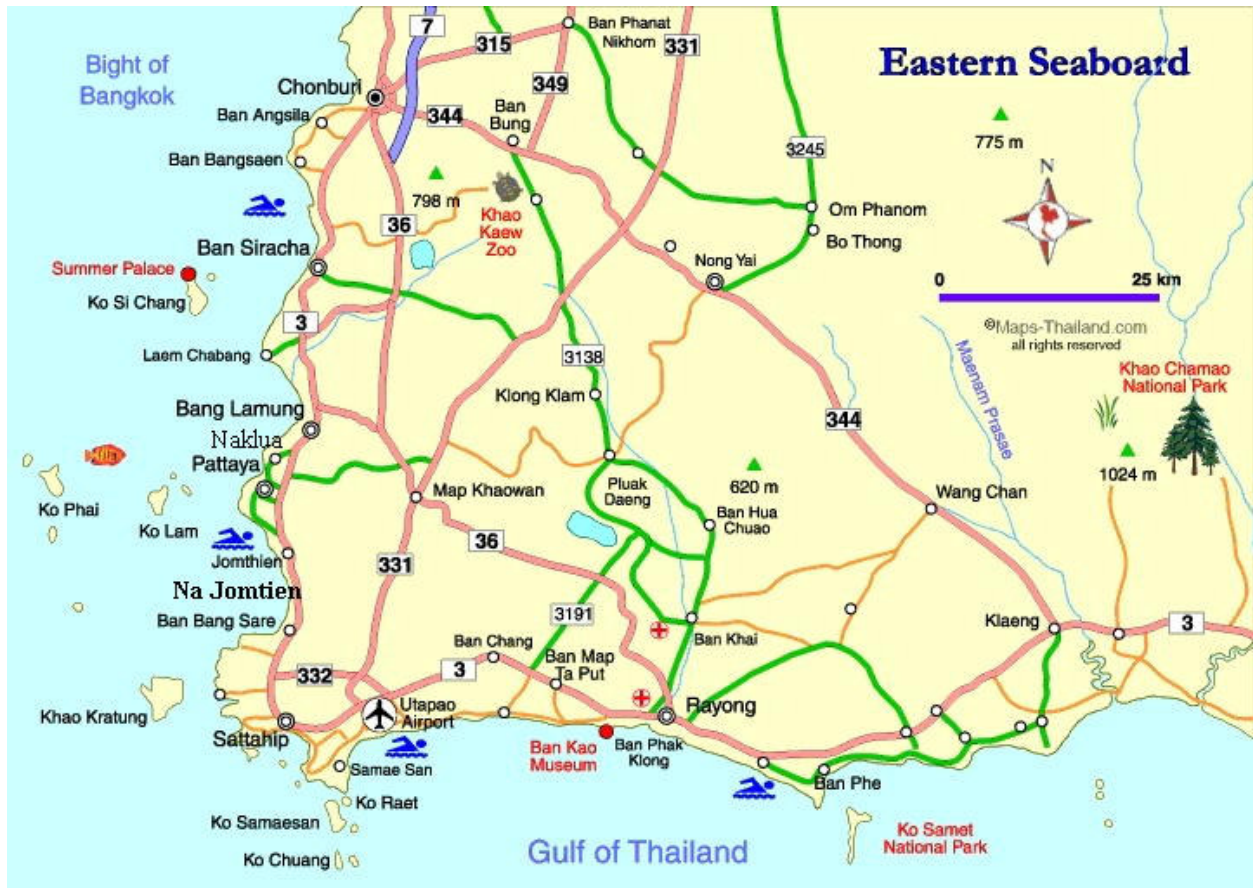 7
315
Ban Phanat
Nikhom
331
Eastern Seaboard
Bight of
Bangkok
Chonburi
349
Ban Angsila
344
Ban
Bung
775 m
N
3245
Ban Bangsaen
798 m
36
Khao
Kaew
Zoo
Om Phanom
Bo Thong
Ban Siracha
Nong Yai
Summer Palace
Ko Si Chang
0
25 km
©Maps-Thailand.com
all rights reserved
3
Laem Chabang
3138
Maenam Prasae
Khao Chamao
National Park
Klong Klam
Bang Lamung
344
Naklua
Pattaya
1024 m
Map Khaowan
Pluak
Daeng
620 m
Wang Chan
Ko Phai
Ko Lam
Ban Hua
Chuao
36
Jomthien
331
Na Jomtien
3191
Ban Bang Sare
Ban Chang
Ban Khai
Klaeng
3
332
3
Ban Map
Ta Put
Khao Kratung
Utapao
Airport
Rayong
Sattahip
Ban Kao
Museum
Ban Phak
Klong
Samae San
Ban Phe
Ko Raet
Ko Samaesan
Ko Samet
National Park
Ko Chuang
Gulf of Thailand